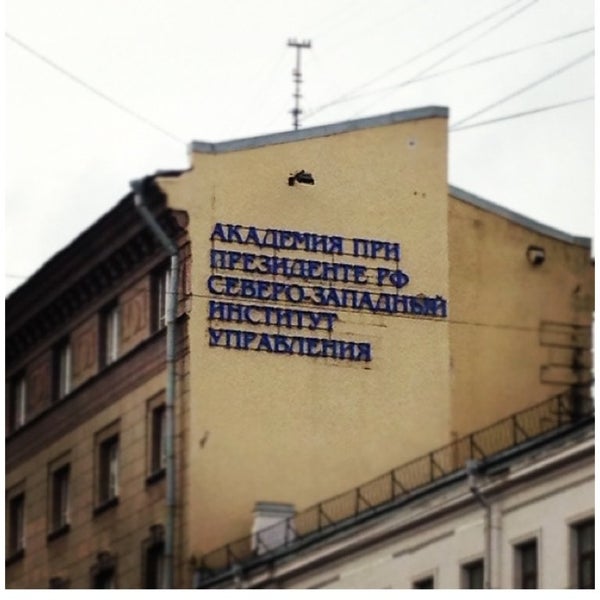 АКАДЕМИЯ ПРИ
ПРЕЗИДЕНТЕ РФ
СЕВЕРО-ЗАПАДНЫЙ
ИНСТИТУТ
УПРАВЛЕНИЯ